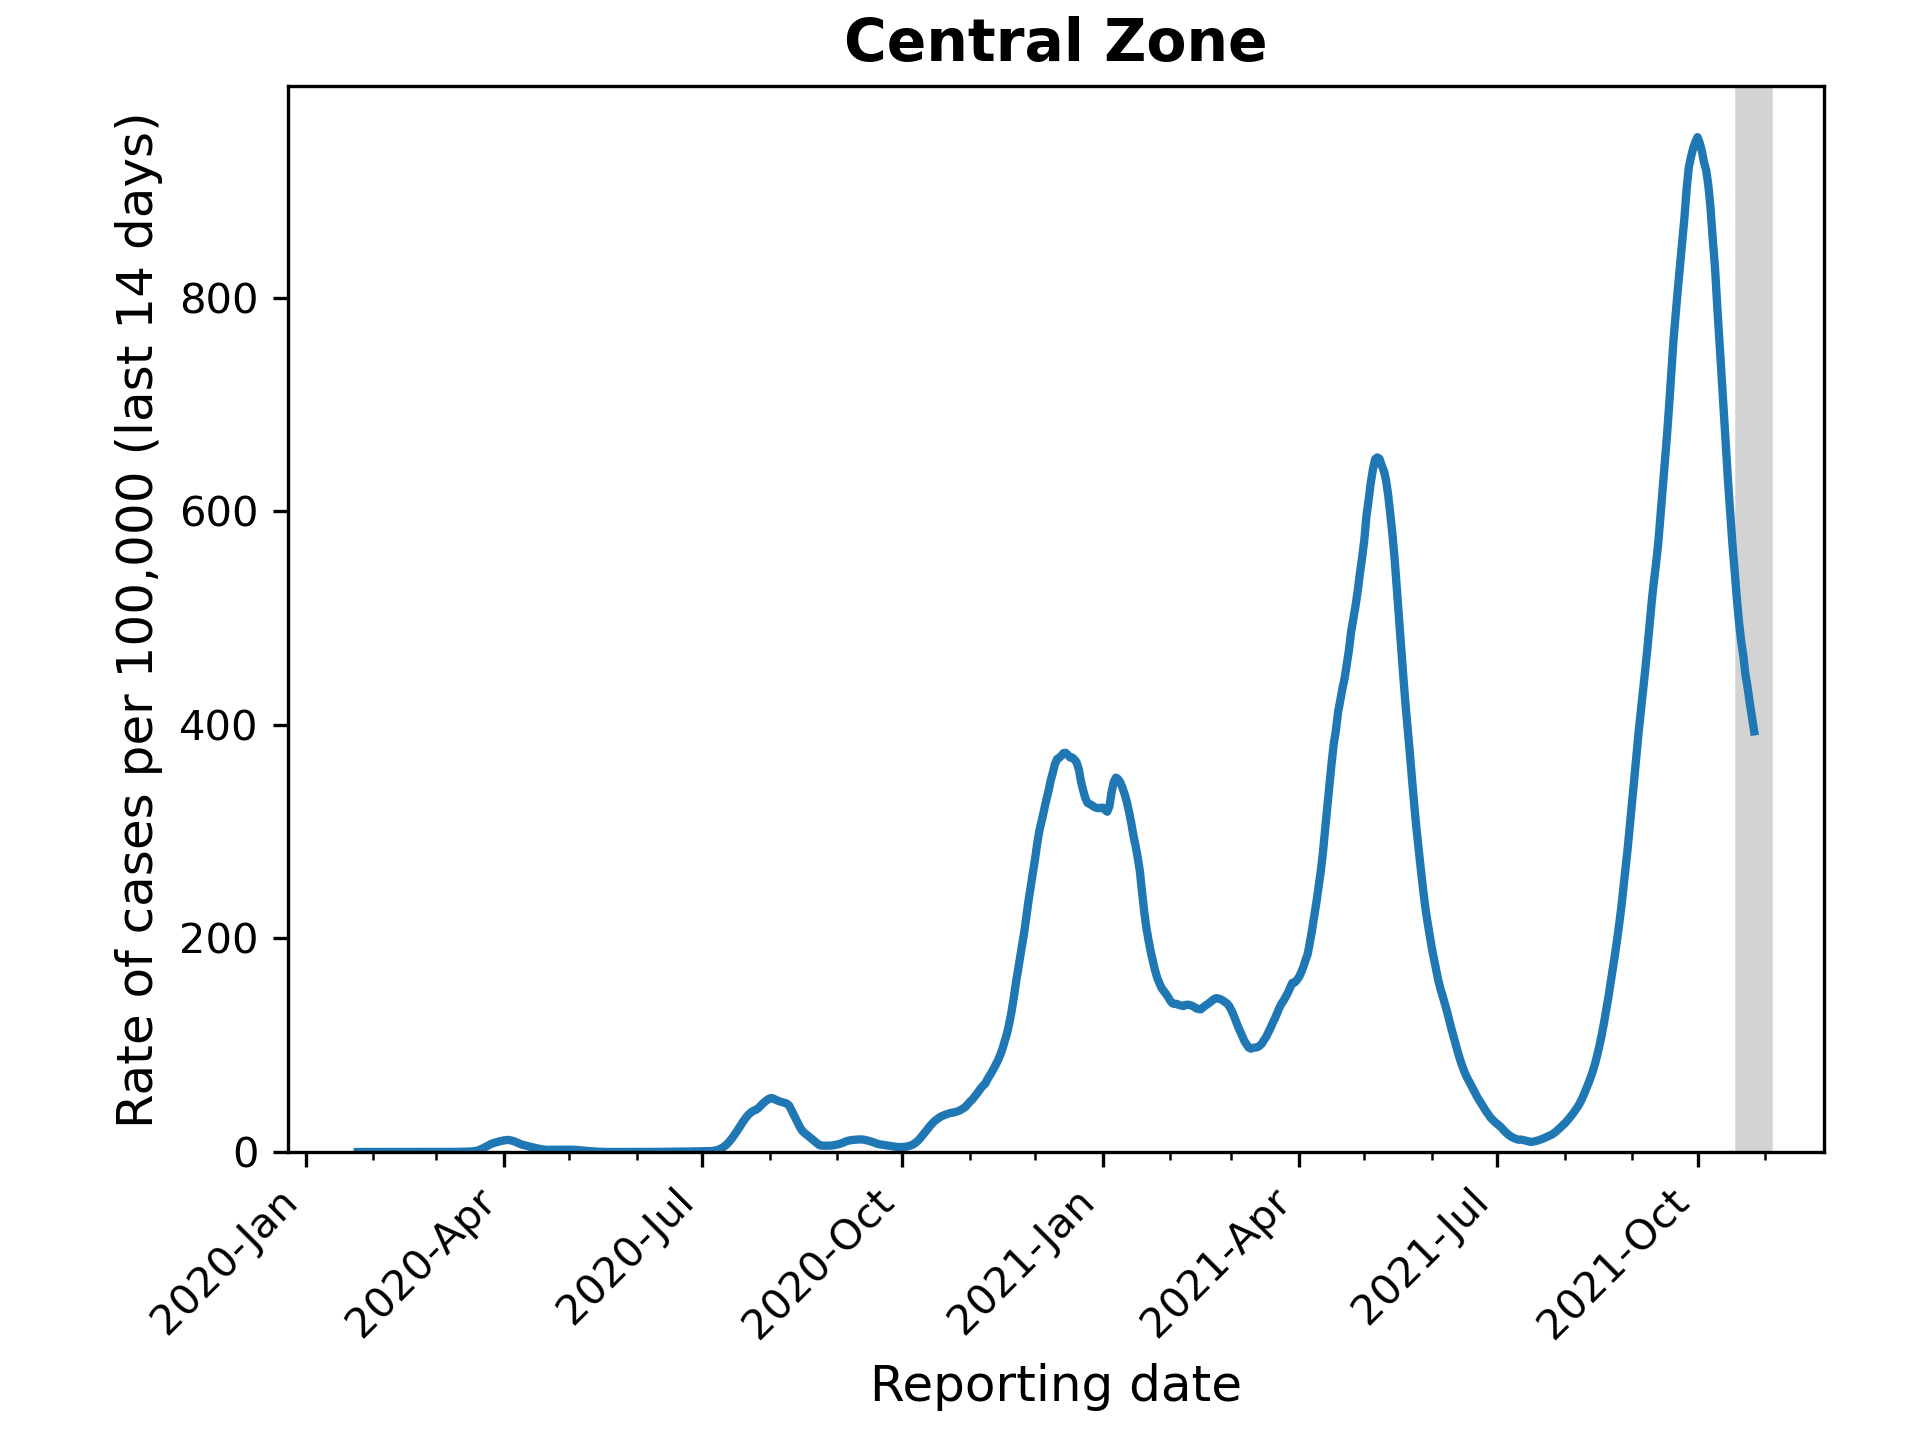 Central Zone
Rate of cases per 100,000 (last 14 days)
800
600
400
200
0
2020-Jan
2020-Apr
2020-Jul
2020-Oct
2021-Jan
2021-Apr
2021-Jul
2021-Oct
Reporting date